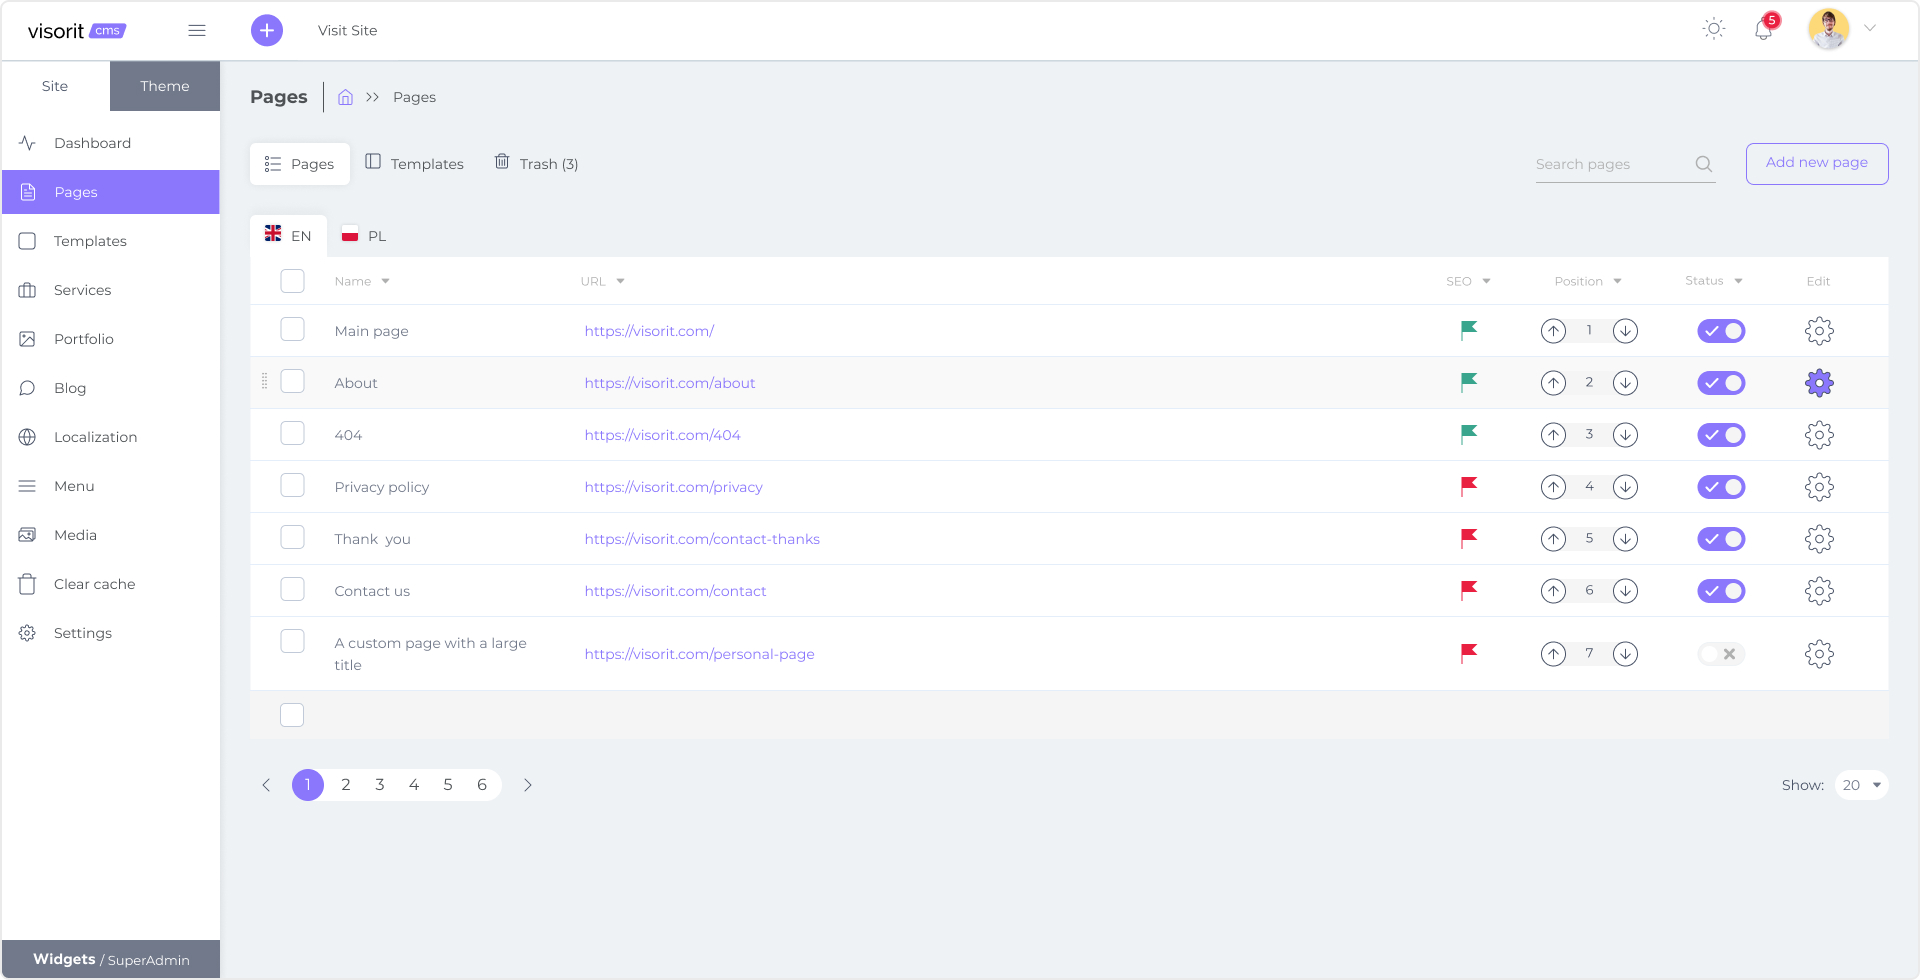 visorit cms
Visit Site
5
Site
Theme
Dashboard
Pages
Templates
Services
Portfolio
Blog
Localization
Menu
Media
Clear cache
Settings
Widgets / SuperAdmin
Pages
Pages
Pages
Templates
Trash (3)
Search pages
Add new page
EN
PL
Name URL SEO Position Status Edit
Main page https://visorit.com/ 1
About https://visorit.com/about 2
404 https://visorit.com/404 3
Privacy policy https://visorit.com/privacy 4
Thank  you https://visorit.com/contact-thanks 5
Contact us https://visorit.com/contact 6
A custom page with a large
title
https://visorit.com/personal-page 7
1 2 3 4 5 6
Show: 20